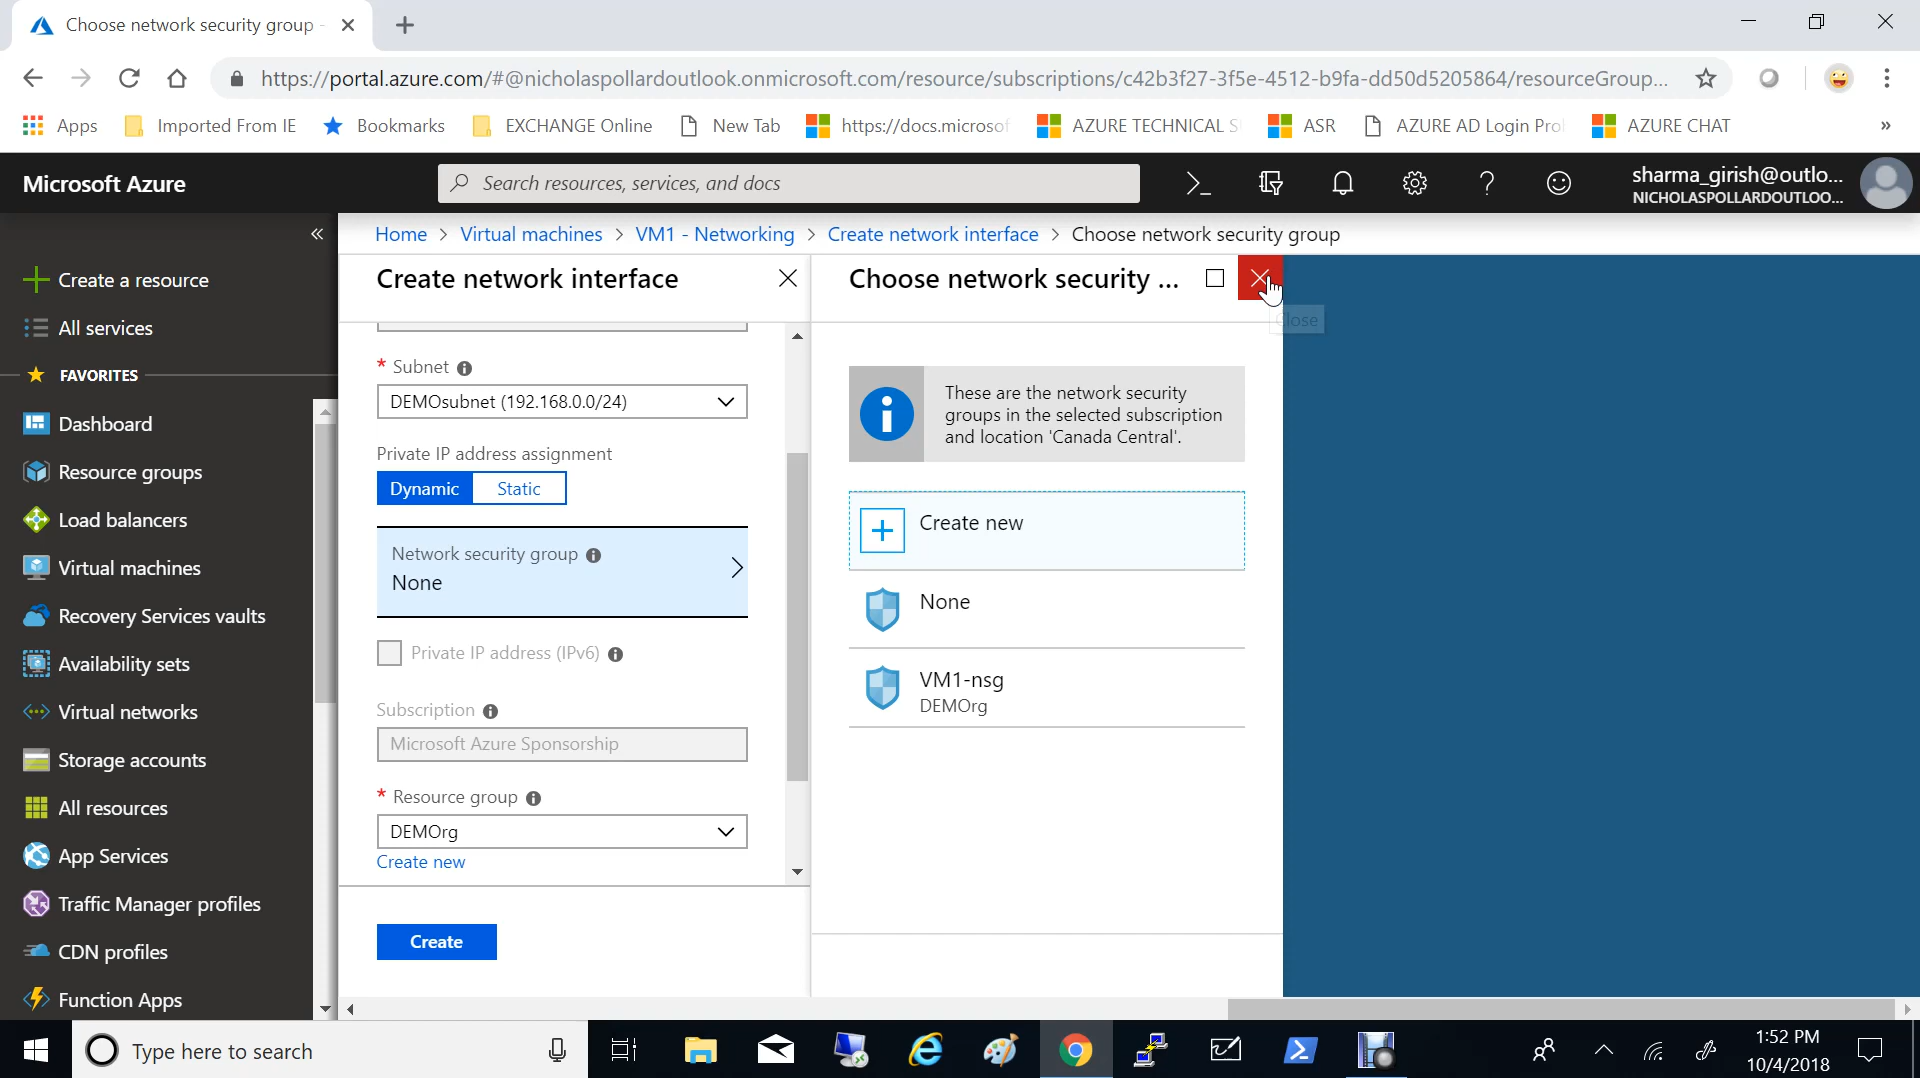 Choose network security group -
https://portal.azure.com/#@nicholaspollardoutlook.onmicrosoft.com/resource/subscriptions/c42b3f27-3f5e-4512-b9fa-dd50d5205864/resourceGroup...
Apps
Imported From IE
Bookmarks
EXCHANGE Online
New Tab
https://docs.microsof
AZURE TECHNICAL S
ASR
AZURE AD Login Pro
AZURE CHAT
»
Microsoft Azure
Search resources, services, and docs
sharma_girish@outlo...
NICHOLASPOLLARDOUTLOO...
Home > Virtual machines > VM1 - Networking > Create network interface > Choose network security group
Create a resource
All services
FAVORITES
Dashboard
Resource groups
Load balancers
Virtual machines
Recovery Services vaults
Availability sets
Virtual networks
Storage accounts
All resources
App Services
Traffic Manager profiles
CDN profiles
Function Apps
Create network interface
* Subnet
DEMOsubnet (192.168.0.0/24)
Private IP address assignment
Dynamic
Static
Network security group
None
Private IP address (IPv6)
Subscription
Microsoft Azure Sponsorship
* Resource group
DEMOrg
Create new
Create
Choose network security ...
Close
These are the network security
groups in the selected subscription
and location 'Canada Central'.
Create new
None
VM1-nsg
DEMOrg
Type here to search
1:52 PM
10/4/2018